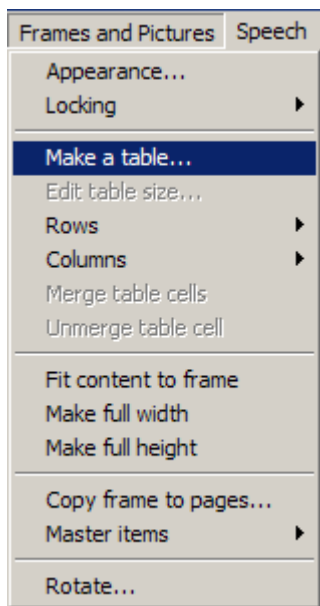 Frames and Pictures Speech
Appearance...
Locking
Make a table...
Edit table size...
Rows
Columns
Merge table cells
Unmerge table cell
Fit content to frame
Make full width
Make full height
Copy frame to pages...
Master items
Rotate...